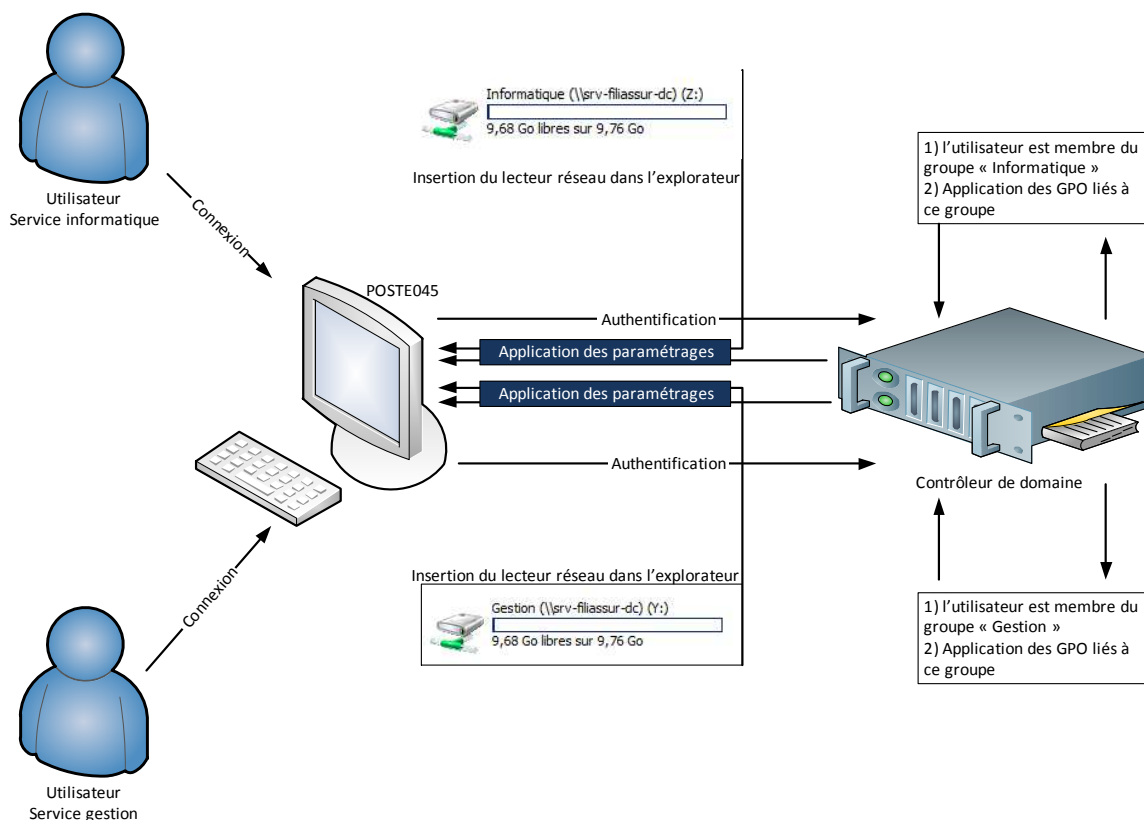 Informatique (\\srv-filiassur-dc) (Z:)
9,68 Go libres sur 9,76 Go
Insertion du lecteur réseau dans l'explorateur
1) l'utilisateur est membre du
groupe « Informatique »
2) Application des GPO liés à
ce groupe
Utilisateur
Service informatique
Connexion
POSTE045
Authentification
Application des paramétrages
Application des paramétrages
Authentification
Contrôleur de domaine
Connexion
Insertion du lecteur réseau dans l'explorateur
Gestion (\\srv-filiassur-dc) (Y:)
9,68 Go libres sur 9,76 Go
1) l'utilisateur est membre du
groupe « Gestion »
2) Application des GPO liés à
ce groupe
Utilisateur
Service gestion